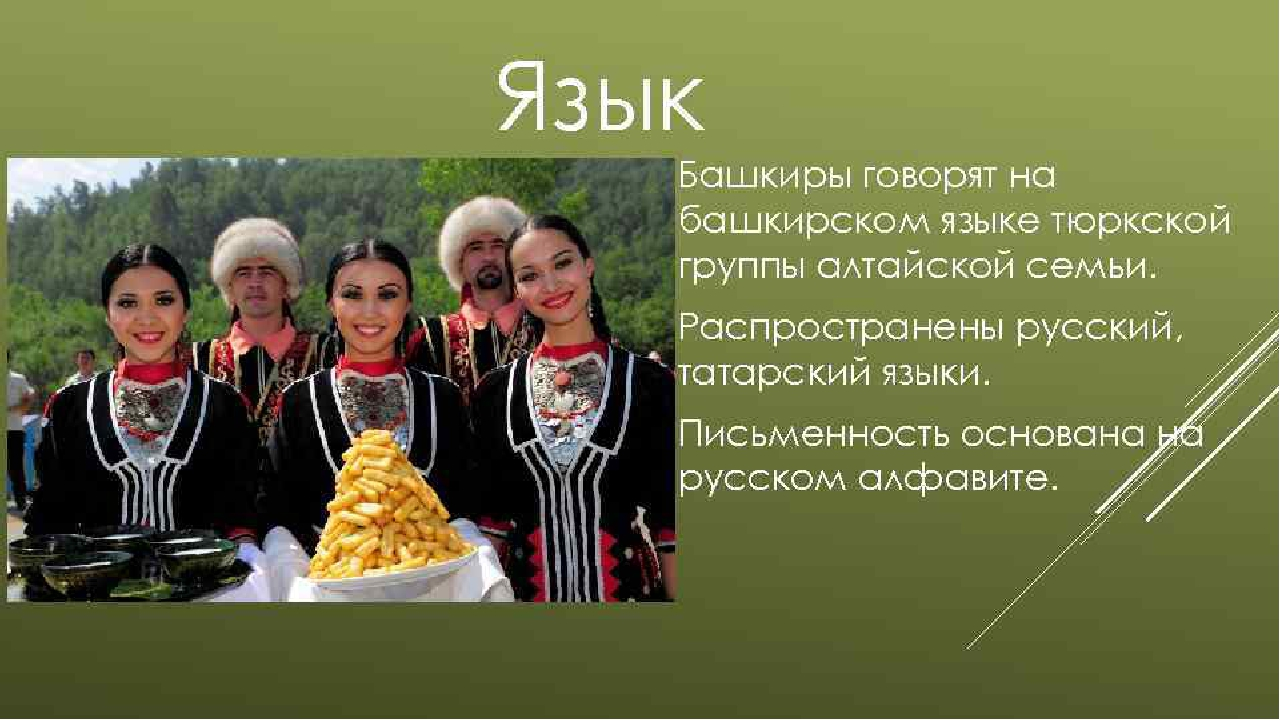 Язык
Башкиры говорят на
башкирском языке тюркской
группы алтайской семьи.
Распространены русский,
татарский языки.
Письменность основана на
русском алфавите.